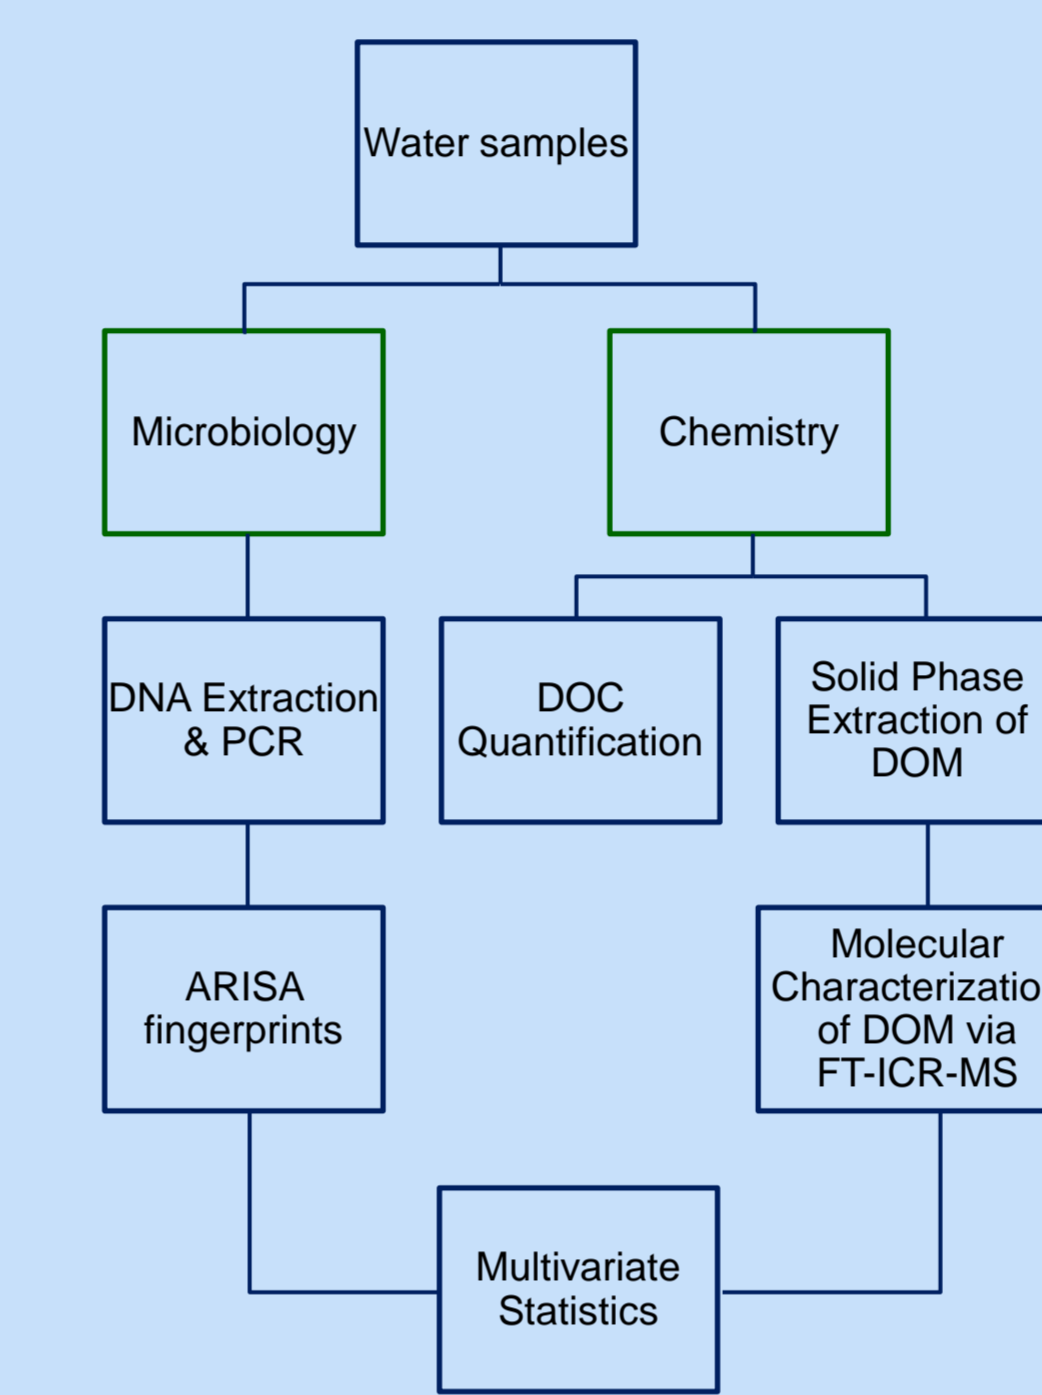 Water samples
Microbiology
Chemistry
DNA Extraction
& PCR
DOC
Quantification
Solid Phase
Extraction of
DOM
ARISA
fingerprints
Molecular
Characterizatio
of DOM via
FT-ICR-MS
Multivariate
Statistics